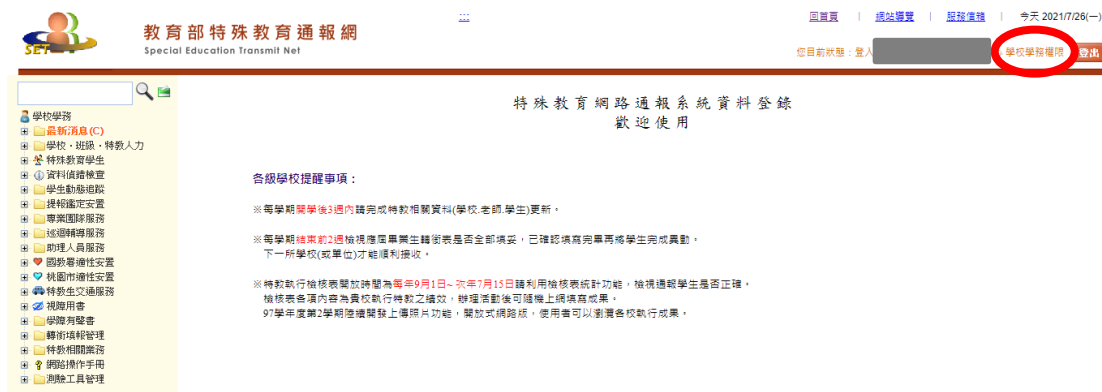 :::
回首頁 | 網站導覽 | 服務信箱 | 今天 2021/7/26(一)
SET
教育部特殊教育通報網
Special Education Transmit Net
您目前狀態：登入 學校學務權限 登出
學校學務
最新消息(C)
學校、班級、特教人力
特殊教育學生
資料偵錯檢查
學生動態追蹤
提報鑑定安置
專業團隊服務
巡迴輔導服務
助理人員服務
國教署適性安置
桃園市適性安置
特教生交通服務
視障用書
學障有聲書
轉銜填報管理
特教相關業務
網路操作手冊
測驗工具管理
特殊教育網路通報系統資料登錄
歡迎使用
各級學校提醒事項：
※每學期開學後3週內請完成特教相關資料(學校.老師.學生)更新。
※每學期結束前2週檢視應屆畢業生轉銜表是否全部填妥，已確認填寫完畢再將學生完成異動。
下一所學校(或單位)才能順利接收。
※特教執行檢核表開放時間為每年9月1日~次年7月15日請利用檢核表統計功能，檢視通報學生是否正確。
檢核表各項內容為貴校執行特教之績效，辦理活動後可隨機上網填寫成果。
97學年度第2學期陸續開發上傳照片功能，開放式網路版，使用者可以瀏灠各校執行成果。